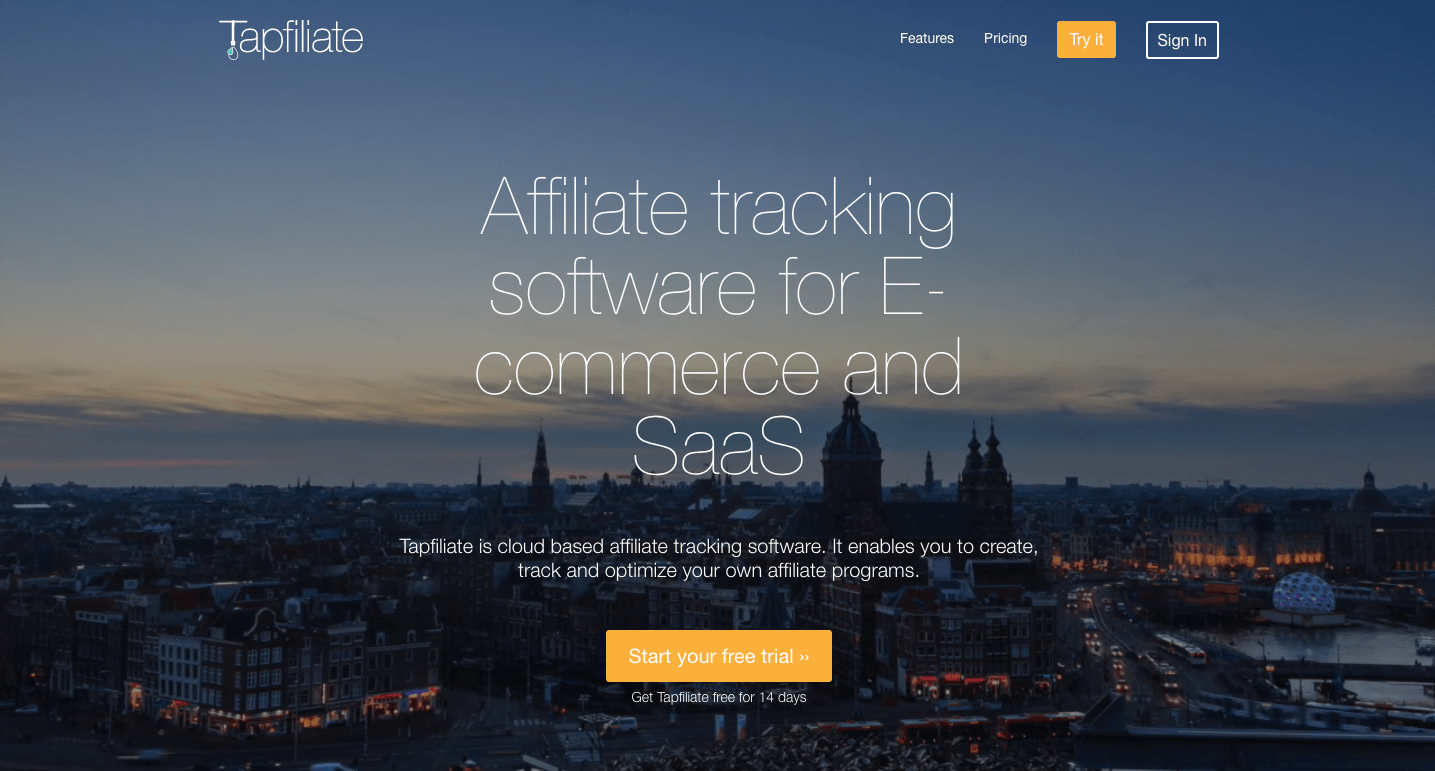 Tapfiliate
Features
Pricing
Try it
Sign In
Affiliate tracking
software for E-
commerce and
SaaS
Tapfiliate is cloud based affiliate tracking software. It enables you to create,
track and optimize your own affiliate programs.
Start your free trial ››
Get Tapfiliate free for 14 days